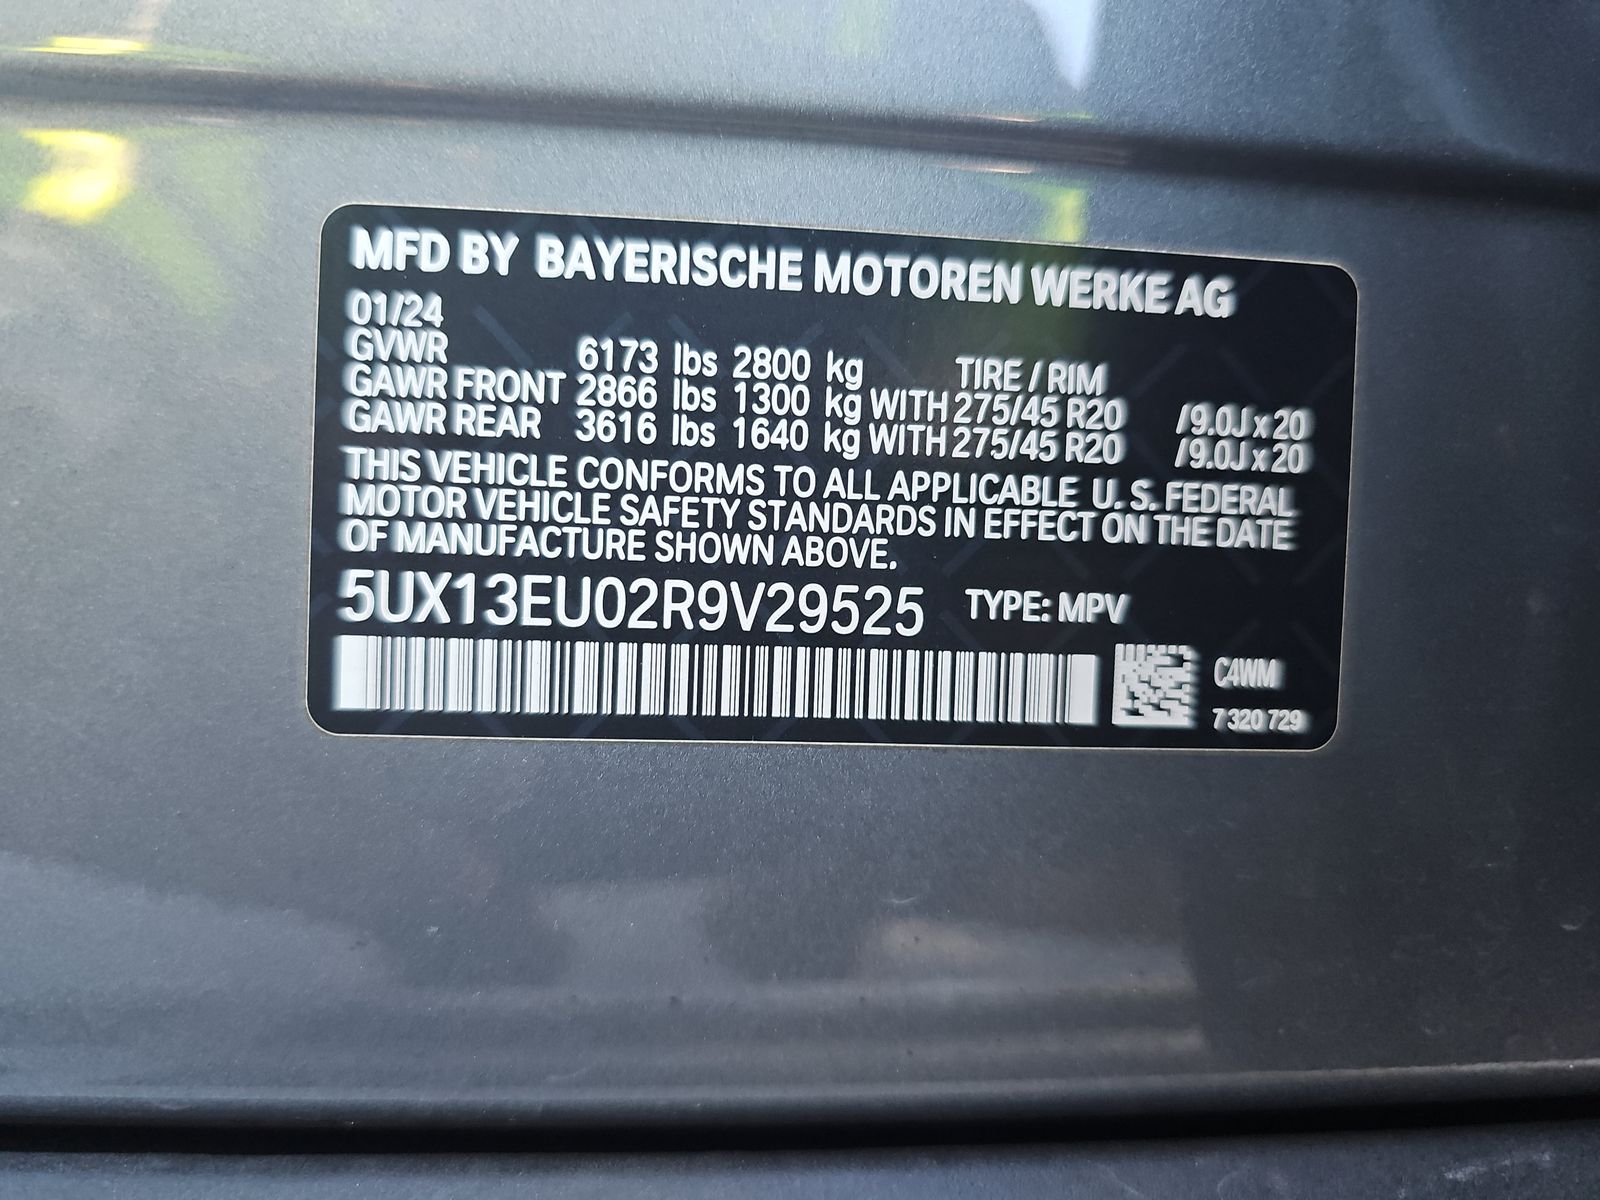 MFD BY BAYERISCHE MOTOREN WERKE AG
01/24
GVWR 6173 lbs 2800 kg TIRE / RIM
GAWR FRONT 2866 lbs 1300 kg WITH 275/45 R20 /9.0J x 20
GAWR REAR 3616 lbs 1640 kg WITH 275/45 R20 /9.0J x 20
THIS VEHICLE CONFORMS TO ALL APPLICABLE U. S. FEDERAL
MOTOR VEHICLE SAFETY STANDARDS IN EFFECT ON THE DATE
OF MANUFACTURE SHOWN ABOVE.
5UX13EU02R9V29525 TYPE: MPV
C4WM
7 320 729